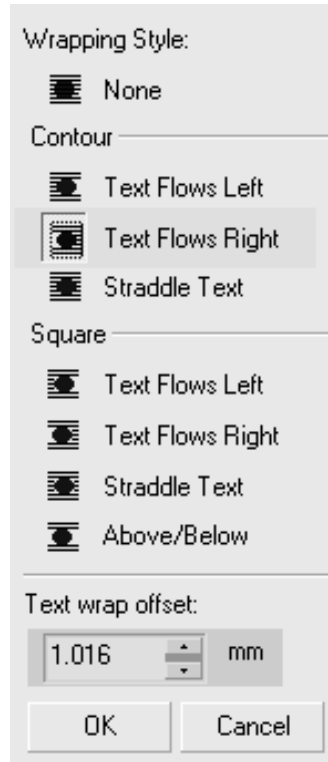 Wrapping Style:
None
Contour
Text Flows Left
Text Flows Right
Straddle Text
Square
Text Flows Left
Text Flows Right
Straddle Text
Above/Below
Text wrap offset:
1.016 mm
OK Cancel